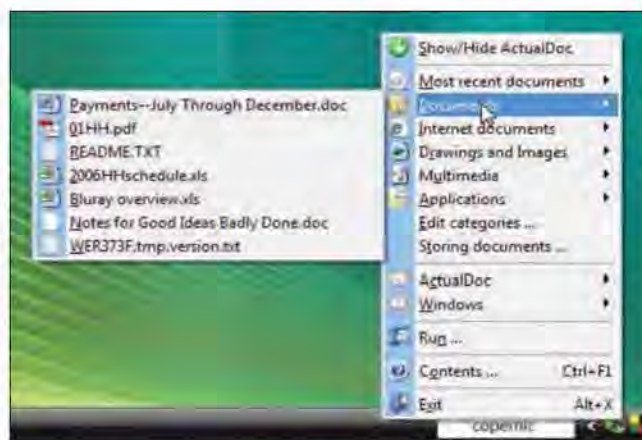 Show/Hide ActualDoc
Most recent documents
Documents
Internet documents
Drawings and Images
Multimedia
Applications
Edit categories ...
Storing documents ...
ActualDoc
Windows
Run ...
Contents ... Ctrl+F1
Exit Alt+X
Payments--July Through December.doc
01HH.pdf
README.TXT
2006HHschedule.xls
Bluray overview.xls
Notes for Good Ideas Badly Done.doc
WER373F.tmp.version.txt
copernic